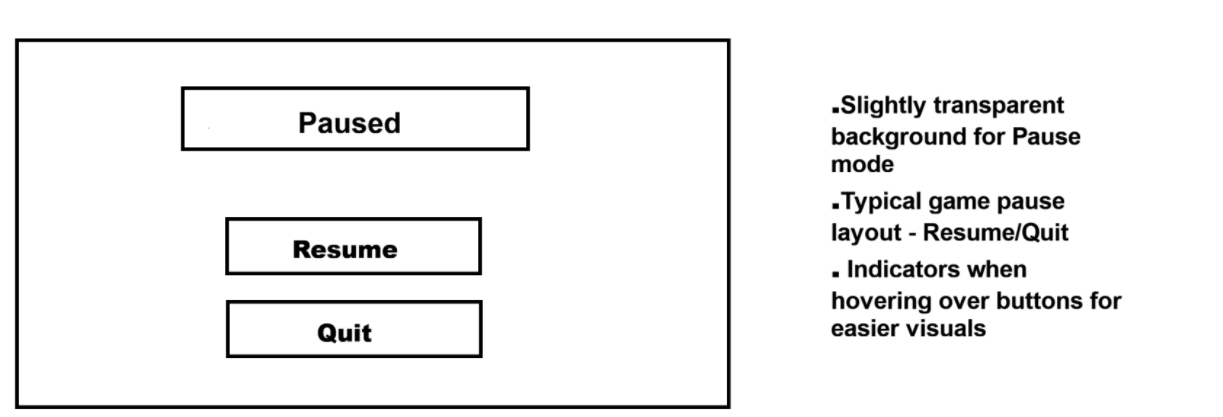 Paused
Resume
Quit
▪Slightly transparent
background for Pause
mode
▪Typical game pause
layout - Resume/Quit
▪ Indicators when
hovering over buttons for
easier visuals